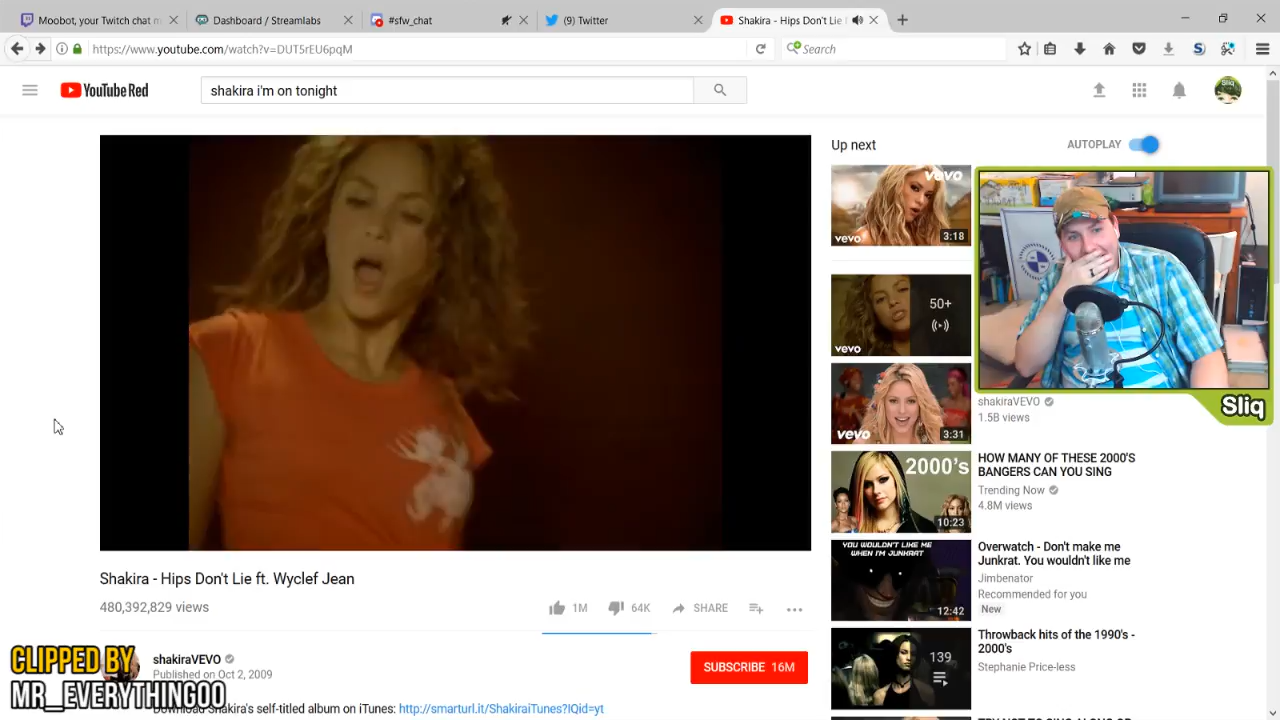 Moobot, your Twitch chat m
Dashboard / Streamlabs
#slw_chat
(9) Twitter
Shakira - Hips Don't Lie f
https://www.youtube.com/watch?v=DUT5rEU6pqM
Search
YouTube Red
shakira i'm on tonight
Up next
AUTOPLAY
vevo
vevo
3:18
50+
vevo
vevo
3:31
shakiraVEVO
1.5B views
Sliq
2000's
10:23
HOW MANY OF THESE 2000'S
BANGERS CAN YOU SING
Trending Now
4.8M views
YOU WOULDN'T LIKE ME
WHEN I'M JUNKRAT
12:42
Overwatch - Don't make me
Junkrat. You wouldn't like me
Jimbenator
Recommended for you
New
139
Throwback hits of the 1990's -
2000's
Stephanie Price-less
Shakira - Hips Don't Lie ft. Wyclef Jean
480,392,829 views
1M
64K
SHARE
shakiraVEVO
Published on Oct 2, 2009
SUBSCRIBE 16M
CLIPPED BY
MR_EVERYTHINGOO
Download Shakira's self-titled album on iTunes: http://smarturl.it/ShakiraiTunes?IQid=yt